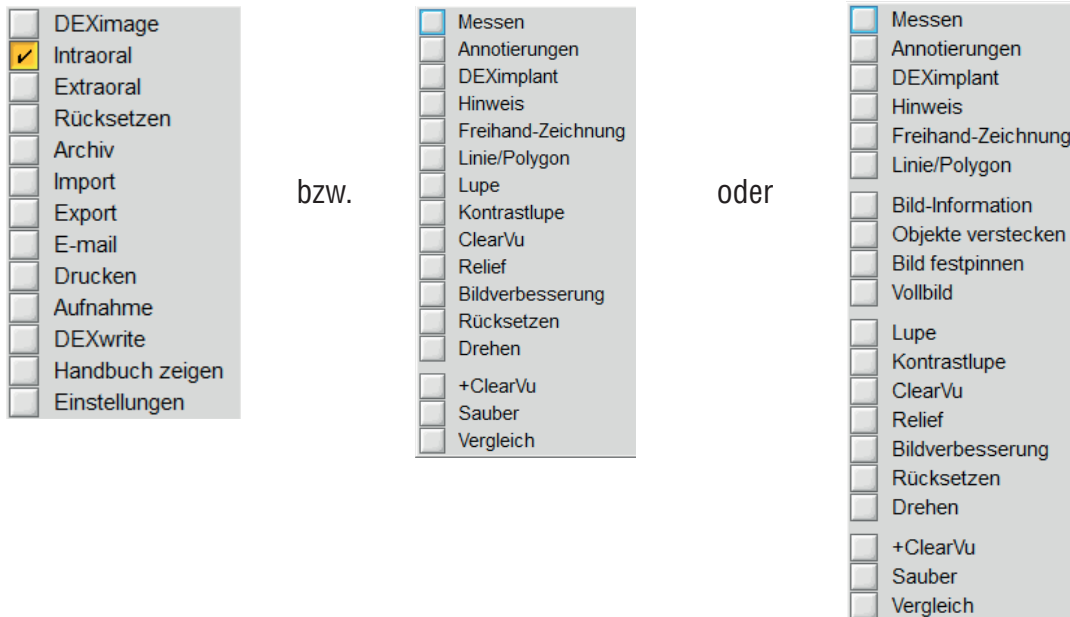 DEXimage
Intraoral
Extraoral
Rücksetzen
Archiv
Import
Export
E-mail
Drucken
Aufnahme
DEXwrite
Handbuch zeigen
Einstellungen
bzw.
Messen
Annotierungen
DEXimplant
Hinweis
Freihand-Zeichnung
Linie/Polygon
Lupe
Kontrastlupe
ClearVu
Relief
Bildverbesserung
Rücksetzen
Drehen
+ClearVu
Sauber
Vergleich
oder
Messen
Annotierungen
DEXimplant
Hinweis
Freihand-Zeichnung
Linie/Polygon
Bild-Information
Objekte verstecken
Bild festpinnen
Vollbild
Lupe
Kontrastlupe
ClearVu
Relief
Bildverbesserung
Rücksetzen
Drehen
+ClearVu
Sauber
Vergleich